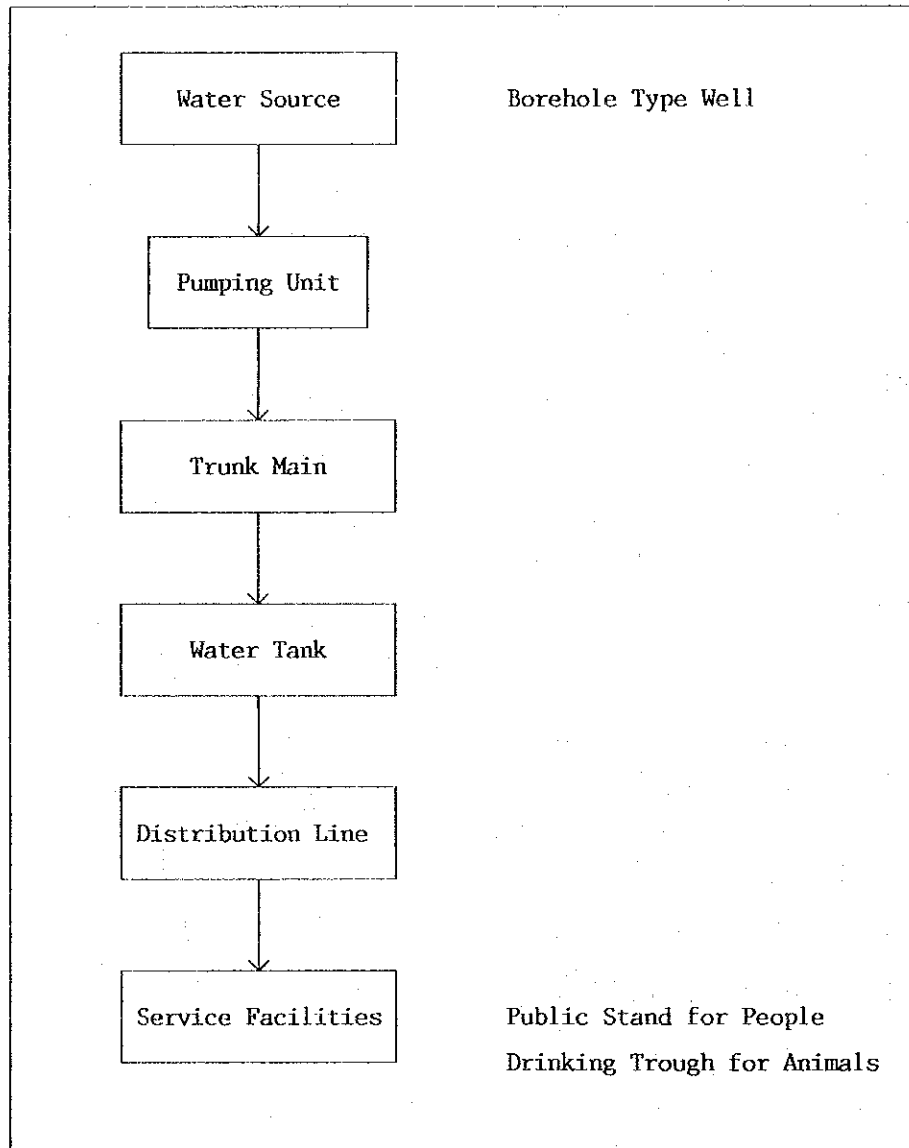 Water Source Borehole Type Well
Pumping Unit
Trunk Main
Water Tank
Distribution Line
Service Facilities Public Stand for People
Drinking Trough for Animals